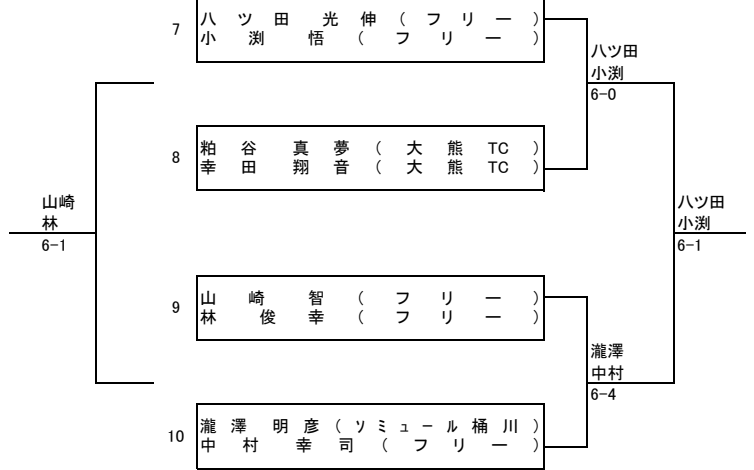 7
八ツ田 光伸(フリー)
小渕 悟(フリー)
八ツ田
小渕
6-0
8
粕谷 真夢(大熊TC)
幸田 翔音(大熊TC)
山崎
林
6-1
八ツ田
小渕
6-1
9
山崎 智(フリー)
林 俊幸(フリー)
瀧澤
中村
6-4
10
瀧澤 明彦(ソミュール桶川)
中村 幸司(フリー)